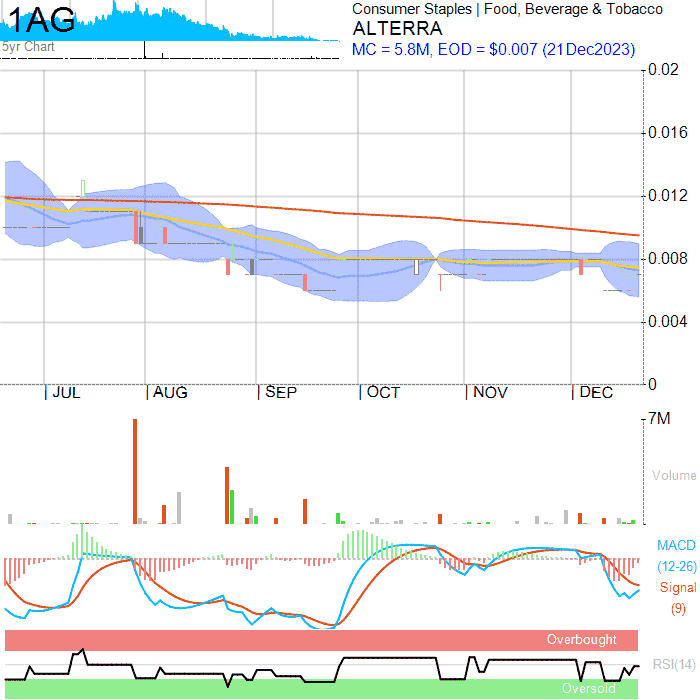 1AG
5yr Chart
Consumer Staples | Food, Beverage & Tobacco
ALTERRA
MC = 5.8M, EOD = $0.007 (21Dec2023)
0.02
0.016
0.012
0.008
0.004
0
JUL AUG SEP OCT NOV DEC
7M
Volume
MACD
(12-26)
Signal
(9)
Overbought
RSI(14)
Oversold